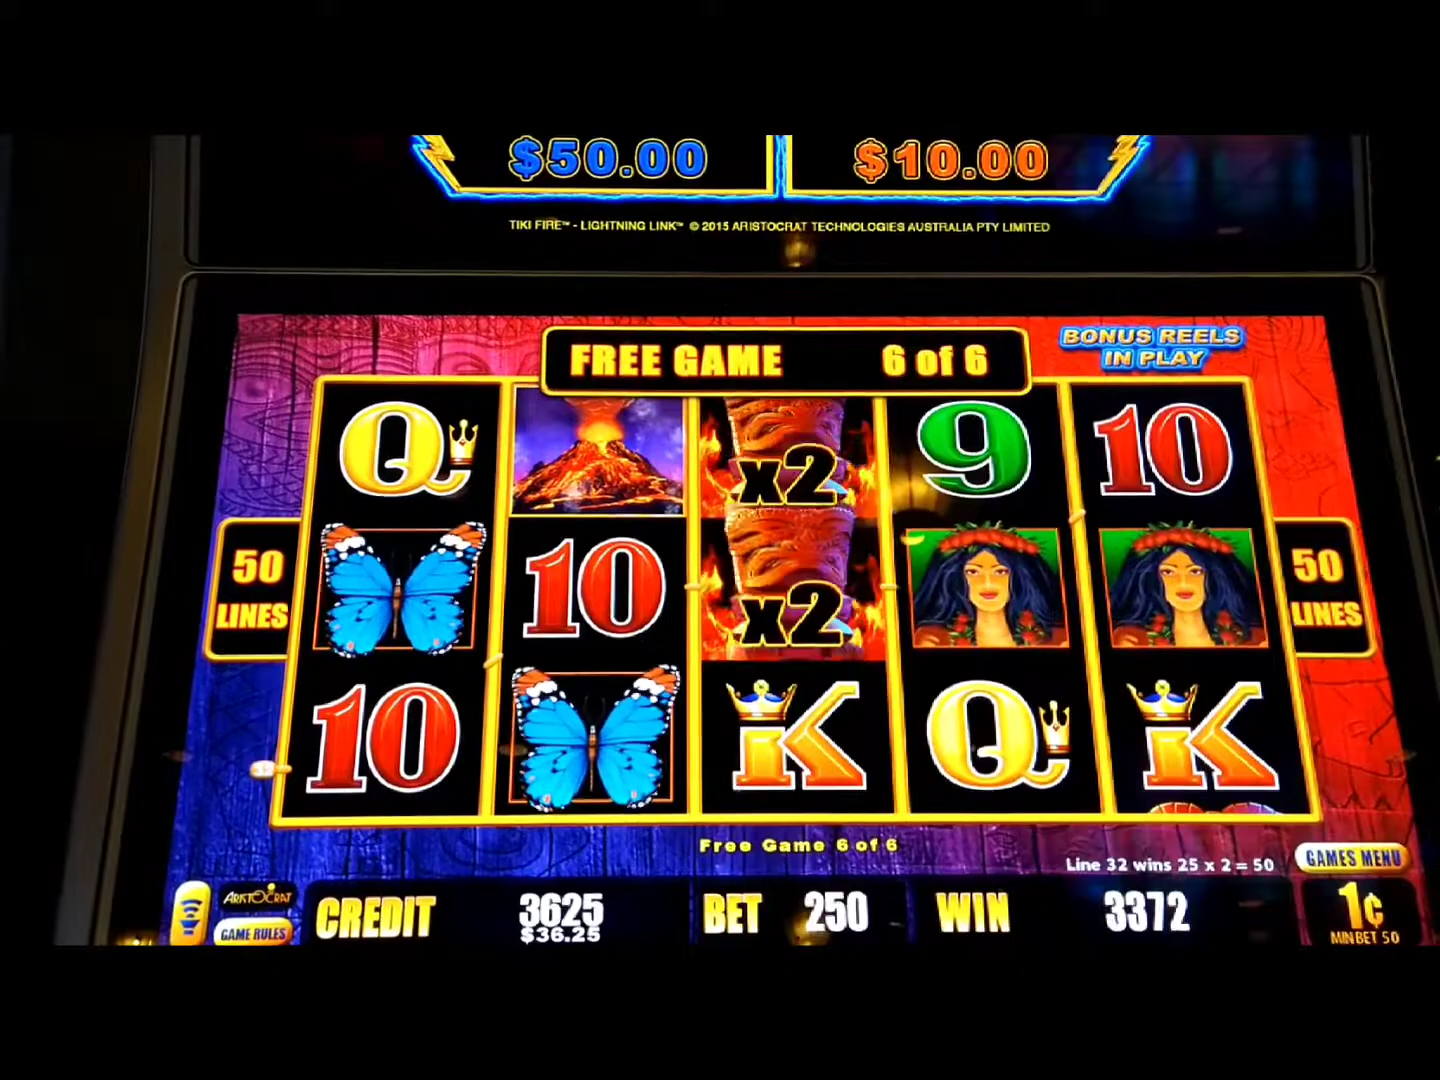 $50.00 $10.00
TIKI FIRE™ - LIGHTNING LINK™ © 2015 ARISTOCRAT TECHNOLOGIES AUSTRALIA PTY LIMITED
FREE GAME 6 of 6
BONUS REELS
IN PLAY
Q x2 9 10
50
LINES
10 x2
50
LINES
10 K Q K
Free Game 6 of 6
Line 32 wins 25 x 2 = 50
GAMES MENU
ARISTOCRAT
GAME RULES
CREDIT 3625
$36.25
BET 250
WIN 3372
1¢
MIN BET 50